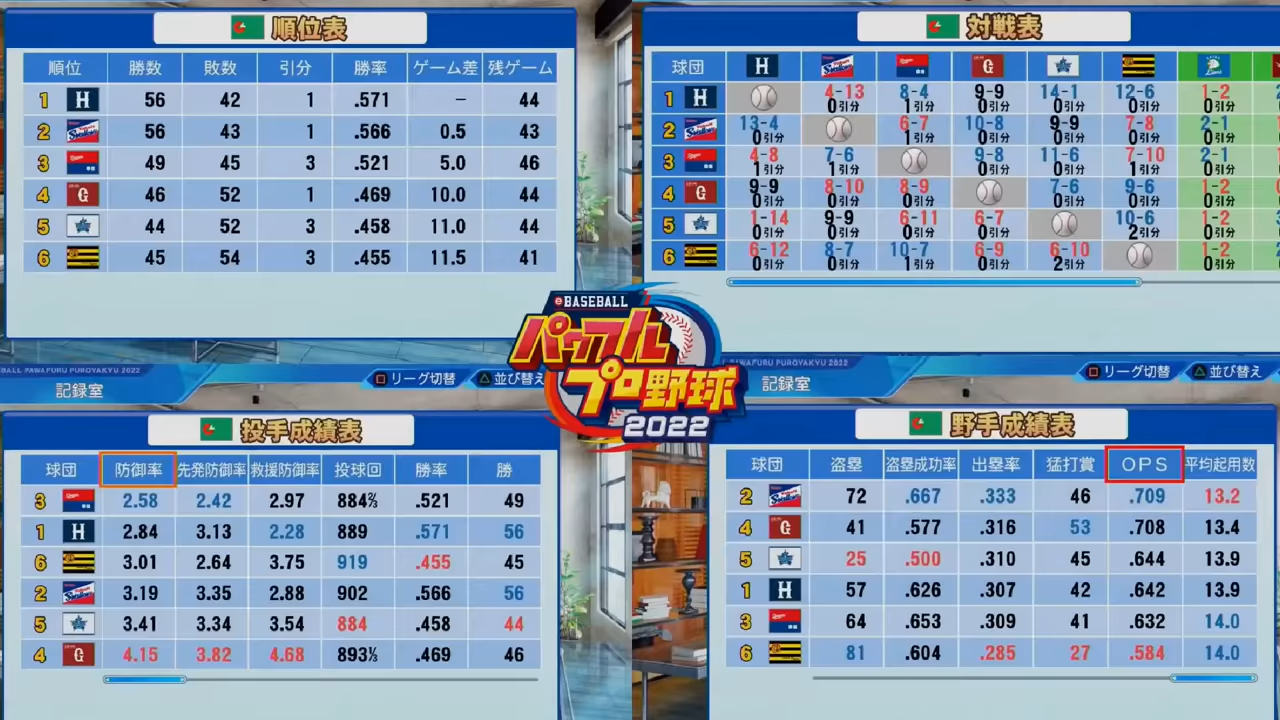 順位表
順位 勝数 敗数 引分 勝率 ゲーム差 残ゲーム
1 H 56 42 1 .571 − 44
2 Swallows 56 43 1 .566 0.5 43
3 49 45 3 .521 5.0 46
4 G 46 52 1 .469 10.0 44
5 44 52 3 .458 11.0 44
6 45 54 3 .455 11.5 41
対戦表
球団 H Swallows G
1 H 4-13 0引分 8-4 1引分 9-9 0引分 14-1 0引分 12-6 0引分 1-2 0引分
2 Swallows 13-4 0引分 6-7 1引分 10-8 0引分 9-9 0引分 7-8 0引分 2-1 0引分
3 4-8 1引分 7-6 1引分 9-8 0引分 11-6 0引分 7-10 1引分 2-1 0引分
4 G 9-9 0引分 8-10 0引分 8-9 0引分 7-6 0引分 9-6 0引分 1-2 0引分
5 1-14 0引分 9-9 0引分 6-11 0引分 6-7 0引分 10-6 2引分 1-2 0引分
6 6-12 0引分 8-7 0引分 10-7 1引分 6-9 0引分 6-10 2引分 1-2 0引分
eBASEBALL
パワフル
プロ野球
2022
BALL PAWAFURU PUROYAKYU 2022
記録室
リーグ切替 並び替え
投手成績表
球団 防御率 先発防御率 救援防御率 投球回 勝率 勝
3 2.58 2.42 2.97 884⅔ .521 49
1 H 2.84 3.13 2.28 889 .571 56
6 3.01 2.64 3.75 919 .455 45
2 Swallows 3.19 3.35 2.88 902 .566 56
5 3.41 3.34 3.54 884 .458 44
4 G 4.15 3.82 4.68 893⅓ .469 46
PAWAFURU PUROYAKYU 2022
記録室
リーグ切替 並び替え
野手成績表
球団 盗塁 盗塁成功率 出塁率 猛打賞 OPS 平均起用数
2 Swallows 72 .667 .333 46 .709 13.2
4 G 41 .577 .316 53 .708 13.4
5 25 .500 .310 45 .644 13.9
1 H 57 .626 .307 42 .642 13.9
3 64 .653 .309 41 .632 14.0
6 81 .604 .285 27 .584 14.0